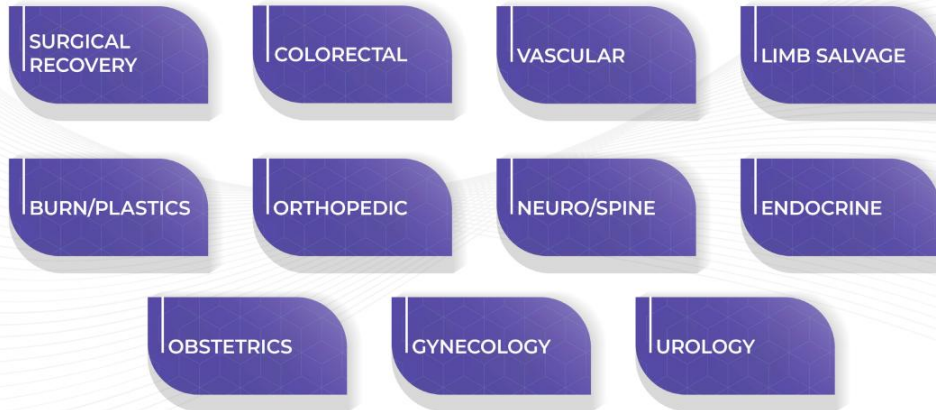 SURGICAL
RECOVERY
COLORECTAL
VASCULAR
LIMB SALVAGE
BURN/PLASTICS
ORTHOPEDIC
NEURO/SPINE
ENDOCRINE
OBSTETRICS
GYNECOLOGY
UROLOGY